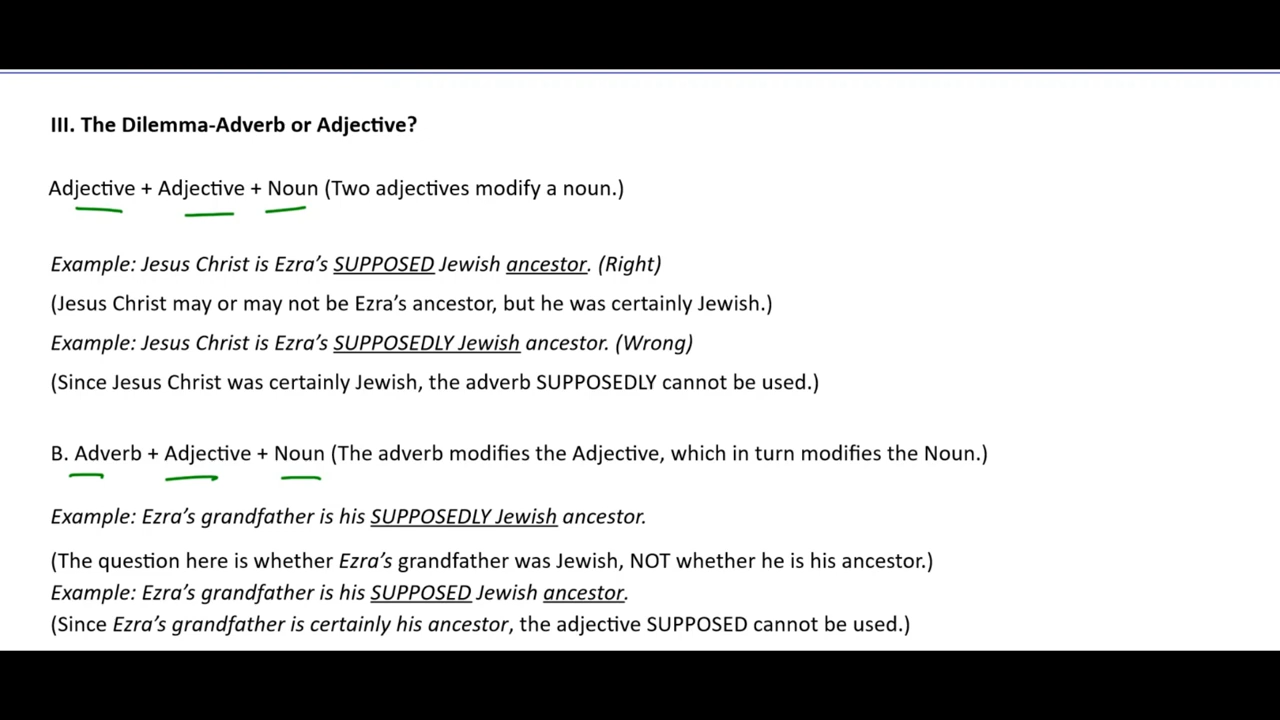 III. The Dilemma-Adverb or Adjective?
Adjective + Adjective + Noun (Two adjectives modify a noun.)
Example: Jesus Christ is Ezra’s SUPPOSED Jewish ancestor. (Right)
(Jesus Christ may or may not be Ezra’s ancestor, but he was certainly Jewish.)
Example: Jesus Christ is Ezra’s SUPPOSEDLY Jewish ancestor. (Wrong)
(Since Jesus Christ was certainly Jewish, the adverb SUPPOSEDLY cannot be used.)
B. Adverb + Adjective + Noun (The adverb modifies the Adjective, which in turn modifies the Noun.)
Example: Ezra’s grandfather is his SUPPOSEDLY Jewish ancestor.
(The question here is whether Ezra’s grandfather was Jewish, NOT whether he is his ancestor.)
Example: Ezra’s grandfather is his SUPPOSED Jewish ancestor.
(Since Ezra’s grandfather is certainly his ancestor, the adjective SUPPOSED cannot be used.)